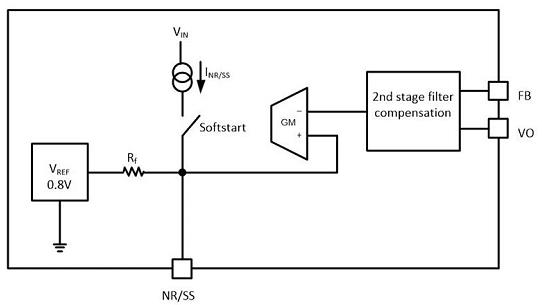 VIN
INR/SS
Softstart
GM
−
+
2nd stage filter
compensation
FB
VO
Rf
VREF
0.8V
NR/SS